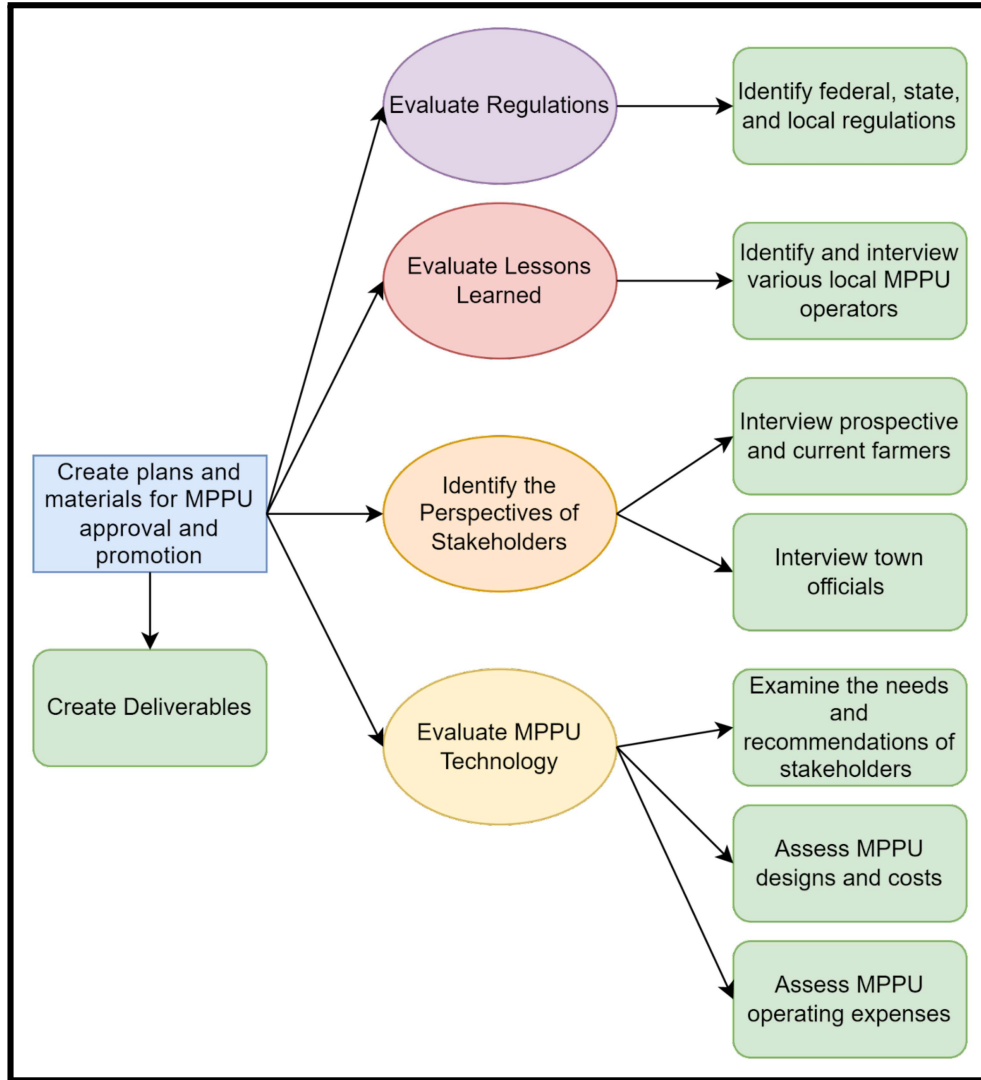 Evaluate Regulations
Identify federal, state,
and local regulations
Evaluate Lessons
Learned
Identify and interview
various local MPPU
operators
Create plans and
materials for MPPU
approval and
promotion
Create Deliverables
Identify the
Perspectives of
Stakeholders
Interview prospective
and current farmers
Interview town
officials
Evaluate MPPU
Technology
Examine the needs
and
recommendations of
stakeholders
Assess MPPU
designs and costs
Assess MPPU
operating expenses